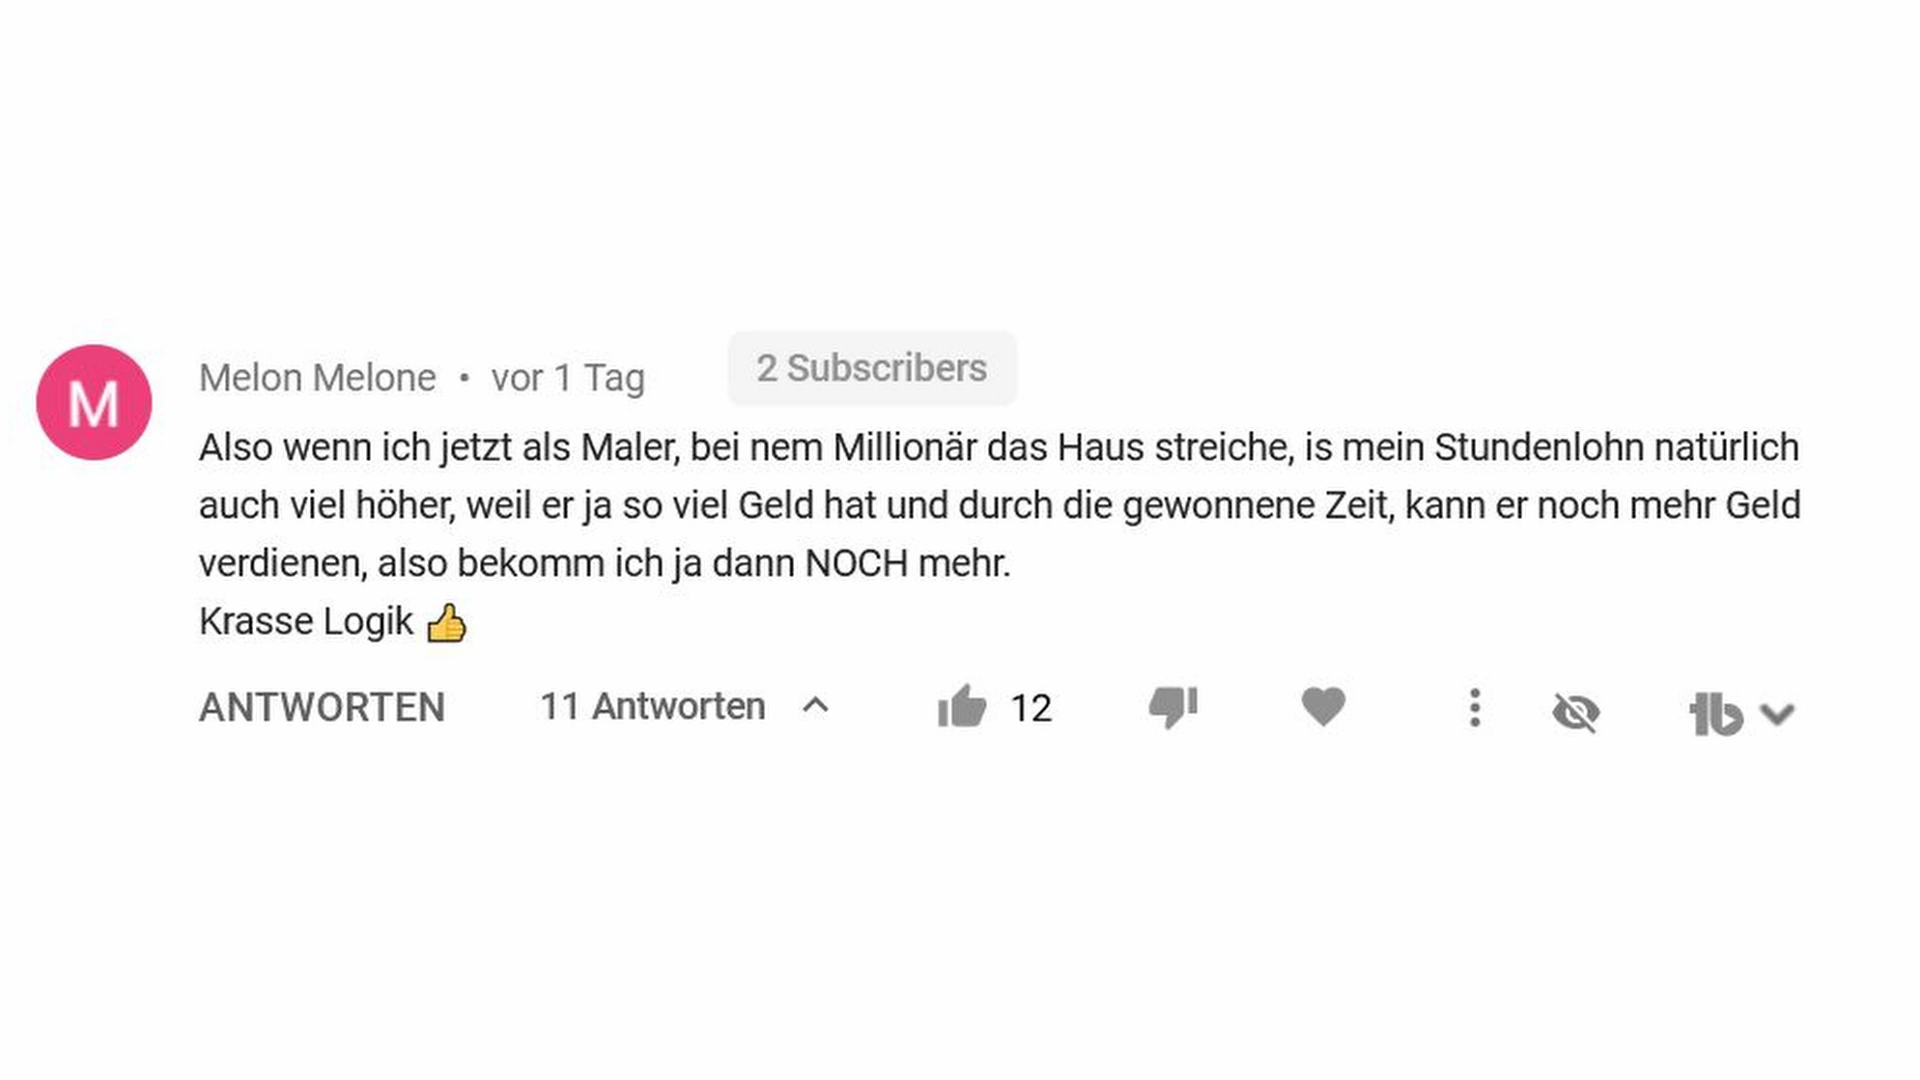 M
Melon Melone • vor 1 Tag 2 Subscribers
Also wenn ich jetzt als Maler, bei nem Millionär das Haus streiche, is mein Stundenlohn natürlich
auch viel höher, weil er ja so viel Geld hat und durch die gewonnene Zeit, kann er noch mehr Geld
verdienen, also bekomm ich ja dann NOCH mehr.
Krasse Logik 👍
ANTWORTEN 11 Antworten 12 tb